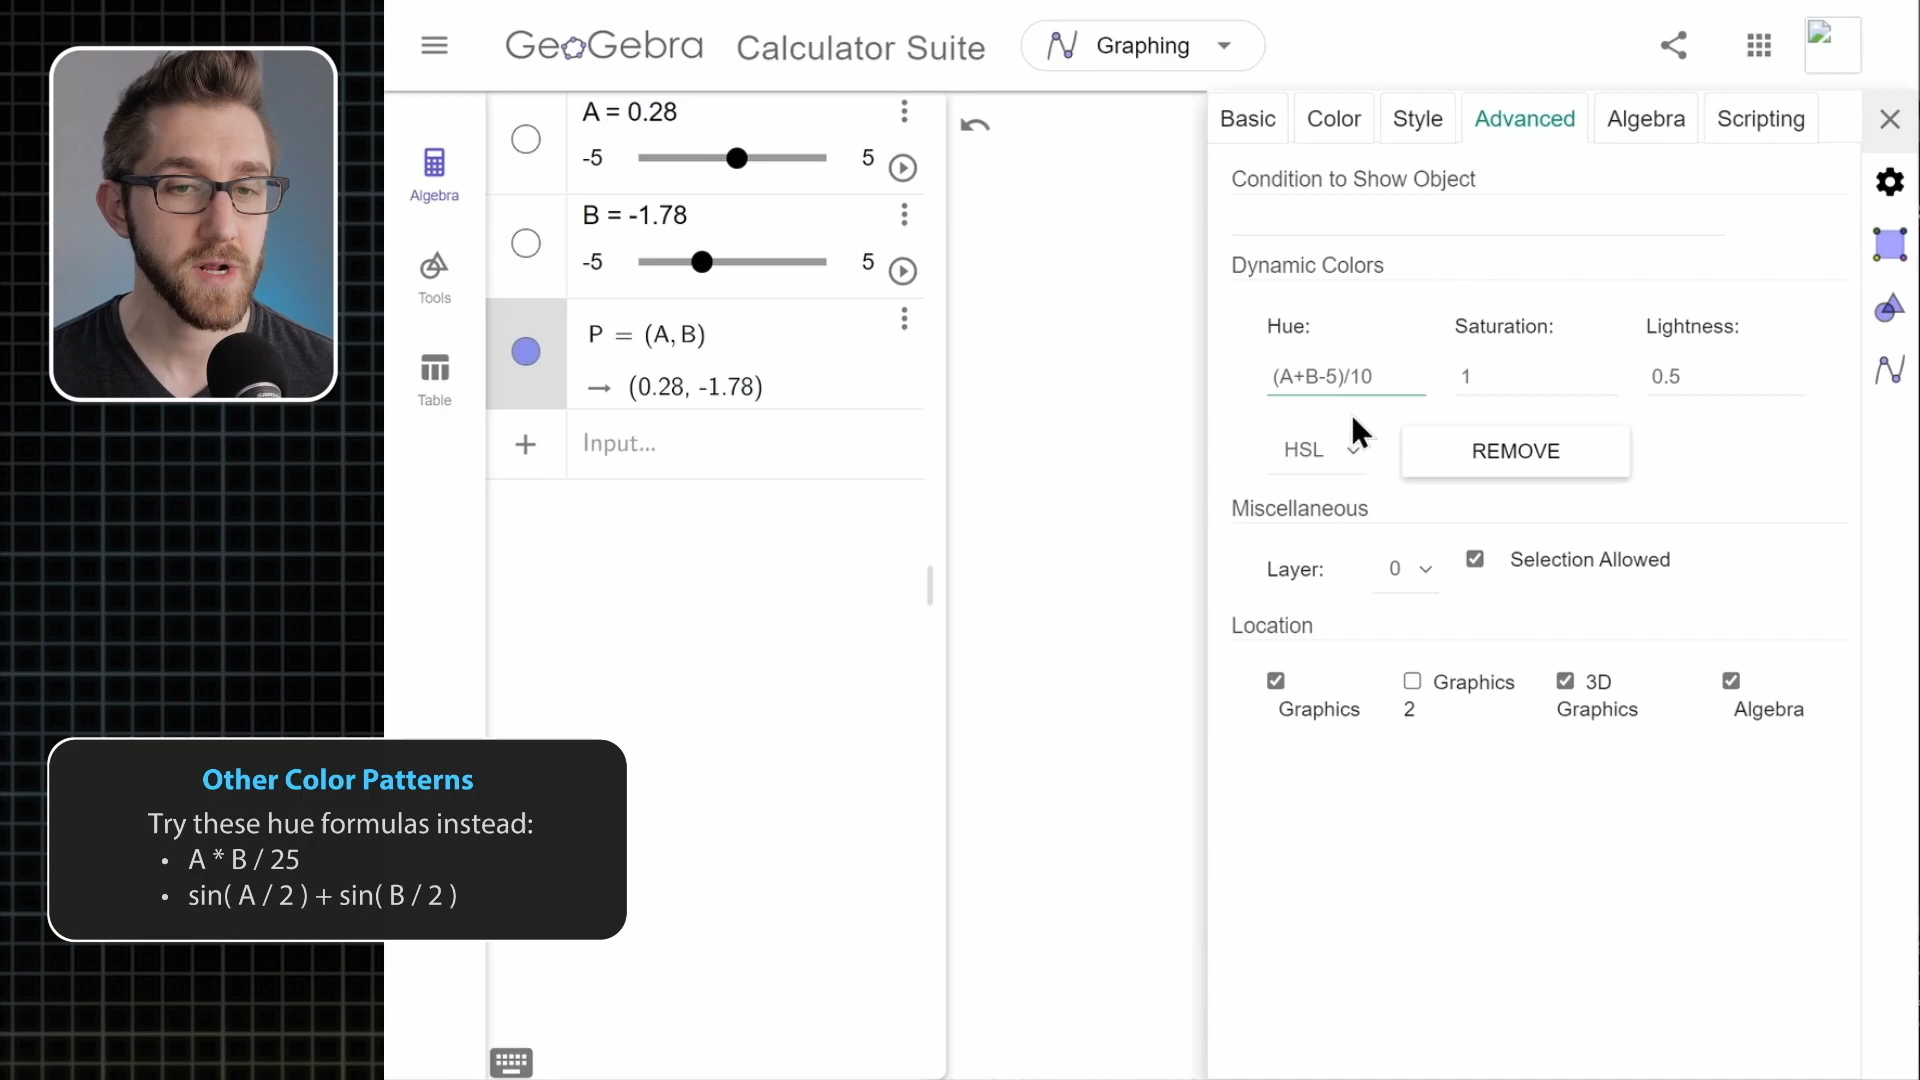 GeoGebra Calculator Suite Graphing
Algebra
Tools
Table
A = 0.28
-5 5
B = -1.78
-5 5
P = (A, B)
→ (0.28, -1.78)
+ Input...
Basic Color Style Advanced Algebra Scripting
Condition to Show Object
Dynamic Colors
Hue: Saturation: Lightness:
(A+B-5)/10 1 0.5
HSL REMOVE
Miscellaneous
Layer: 0 Selection Allowed
Location
Graphics
Graphics 2
3D Graphics
Algebra
Other Color Patterns
Try these hue formulas instead:
• A * B / 25
• sin( A / 2 ) + sin( B / 2 )